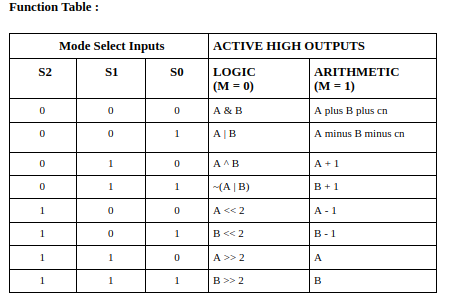 Function Table :
Mode Select Inputs ACTIVE HIGH OUTPUTS
S2 S1 S0 LOGIC ARITHMETIC
(M = 0) (M = 1)
0 0 0 A & B A plus B plus cn
0 0 1 A | B A minus B minus cn
0 1 0 A ^ B A + 1
0 1 1 ~(A | B) B + 1
1 0 0 A << 2 A - 1
1 0 1 B << 2 B - 1
1 1 0 A >> 2 A
1 1 1 B >> 2 B